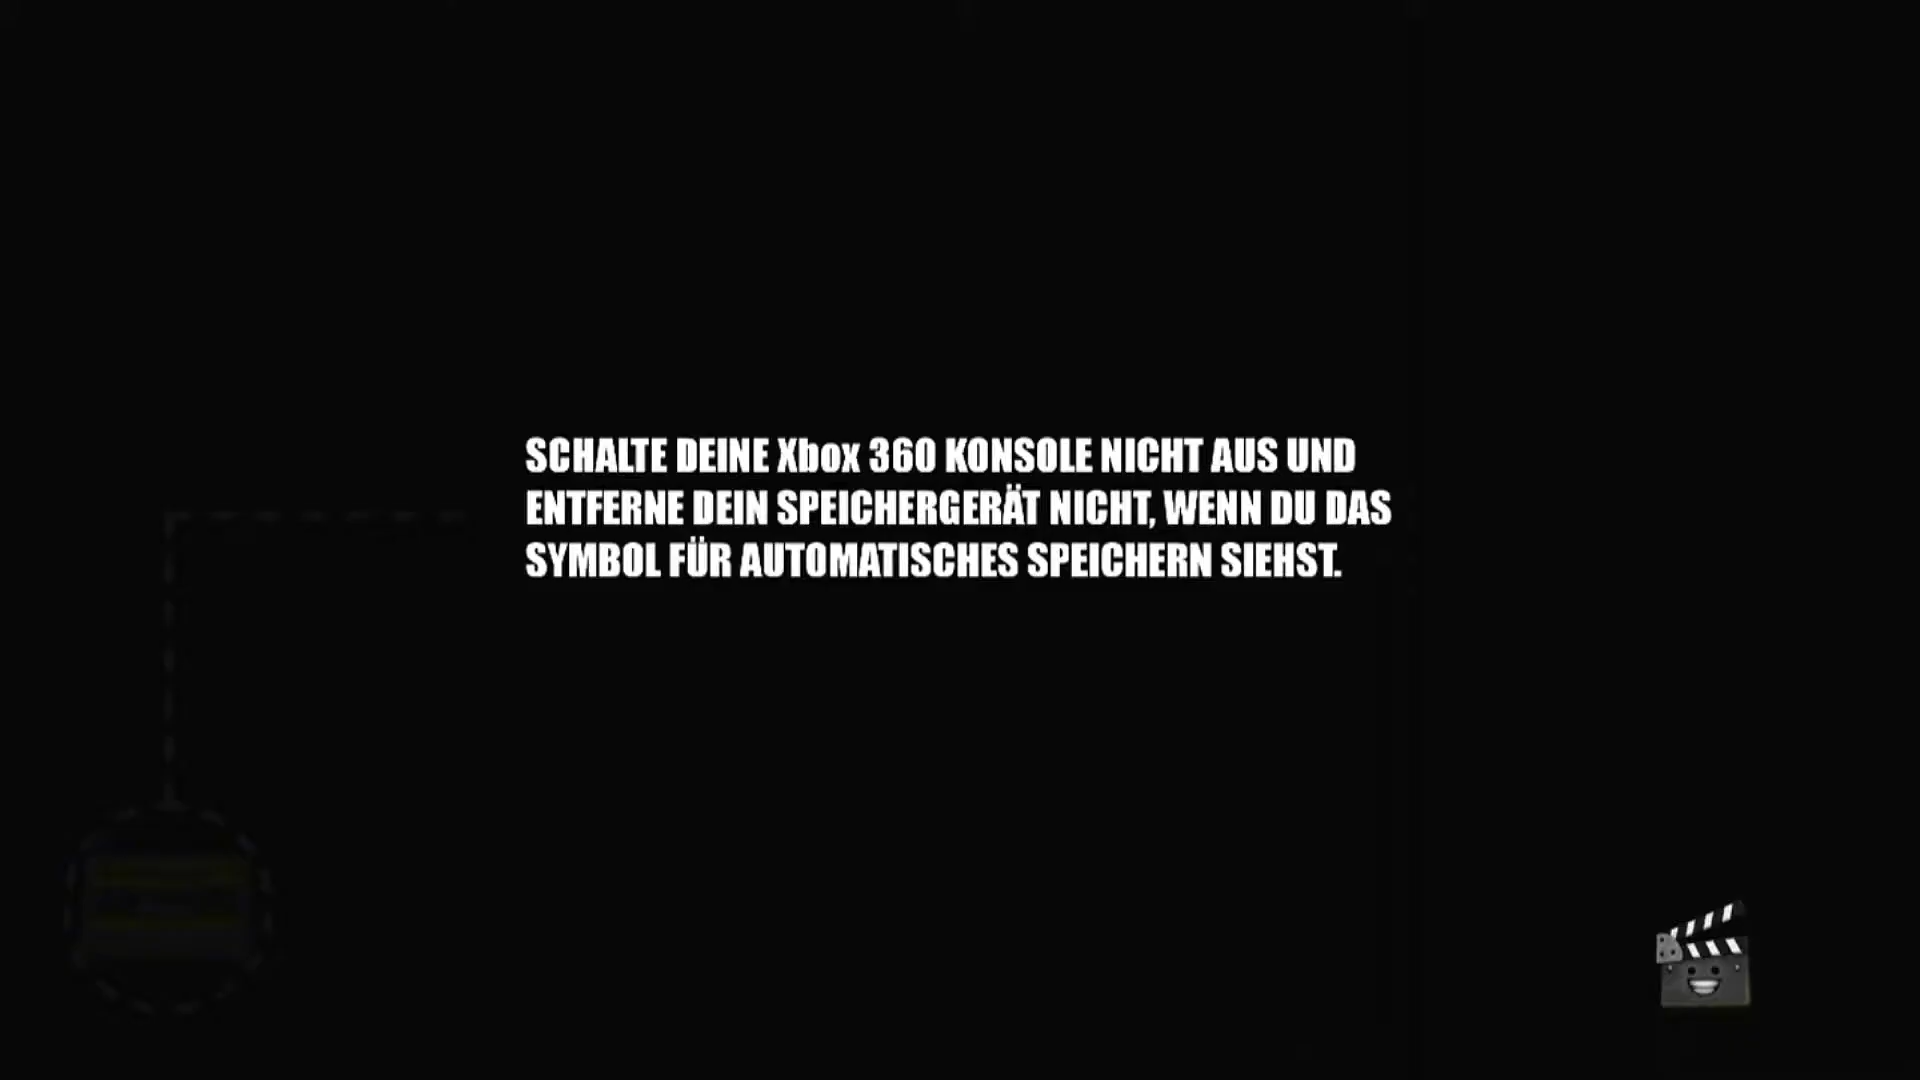 SCHALTE DEINE Xbox 360 KONSOLE NICHT AUS UND
ENTFERNE DEIN SPEICHERGERÄT NICHT, WENN DU DAS
SYMBOL FÜR AUTOMATISCHES SPEICHERN SIEHST.